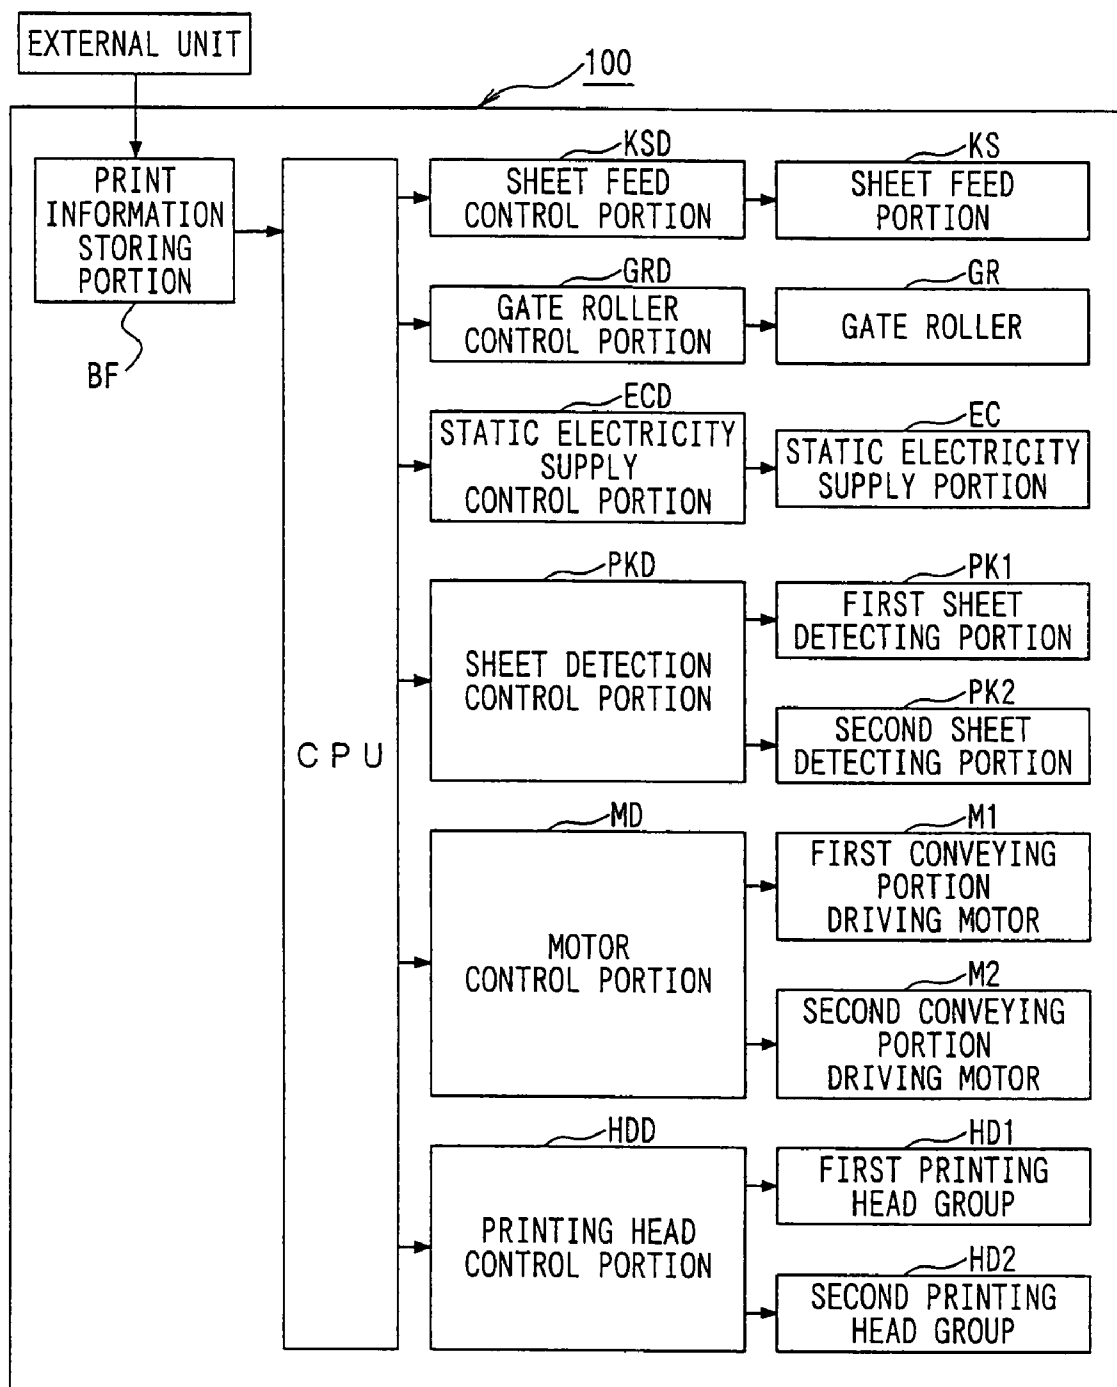 EXTERNAL UNIT
100
PRINT
INFORMATION
STORING
PORTION
BF
CPU
KSD
SHEET FEED
CONTROL PORTION
KS
SHEET FEED
PORTION
GRD
GATE ROLLER
CONTROL PORTION
GR
GATE ROLLER
ECD
STATIC ELECTRICITY
SUPPLY
CONTROL PORTION
EC
STATIC ELECTRICITY
SUPPLY PORTION
PKD
SHEET DETECTION
CONTROL PORTION
PK1
FIRST SHEET
DETECTING PORTION
PK2
SECOND SHEET
DETECTING PORTION
MD
MOTOR
CONTROL PORTION
M1
FIRST CONVEYING
PORTION
DRIVING MOTOR
M2
SECOND CONVEYING
PORTION
DRIVING MOTOR
HDD
PRINTING HEAD
CONTROL PORTION
HD1
FIRST PRINTING
HEAD GROUP
HD2
SECOND PRINTING
HEAD GROUP